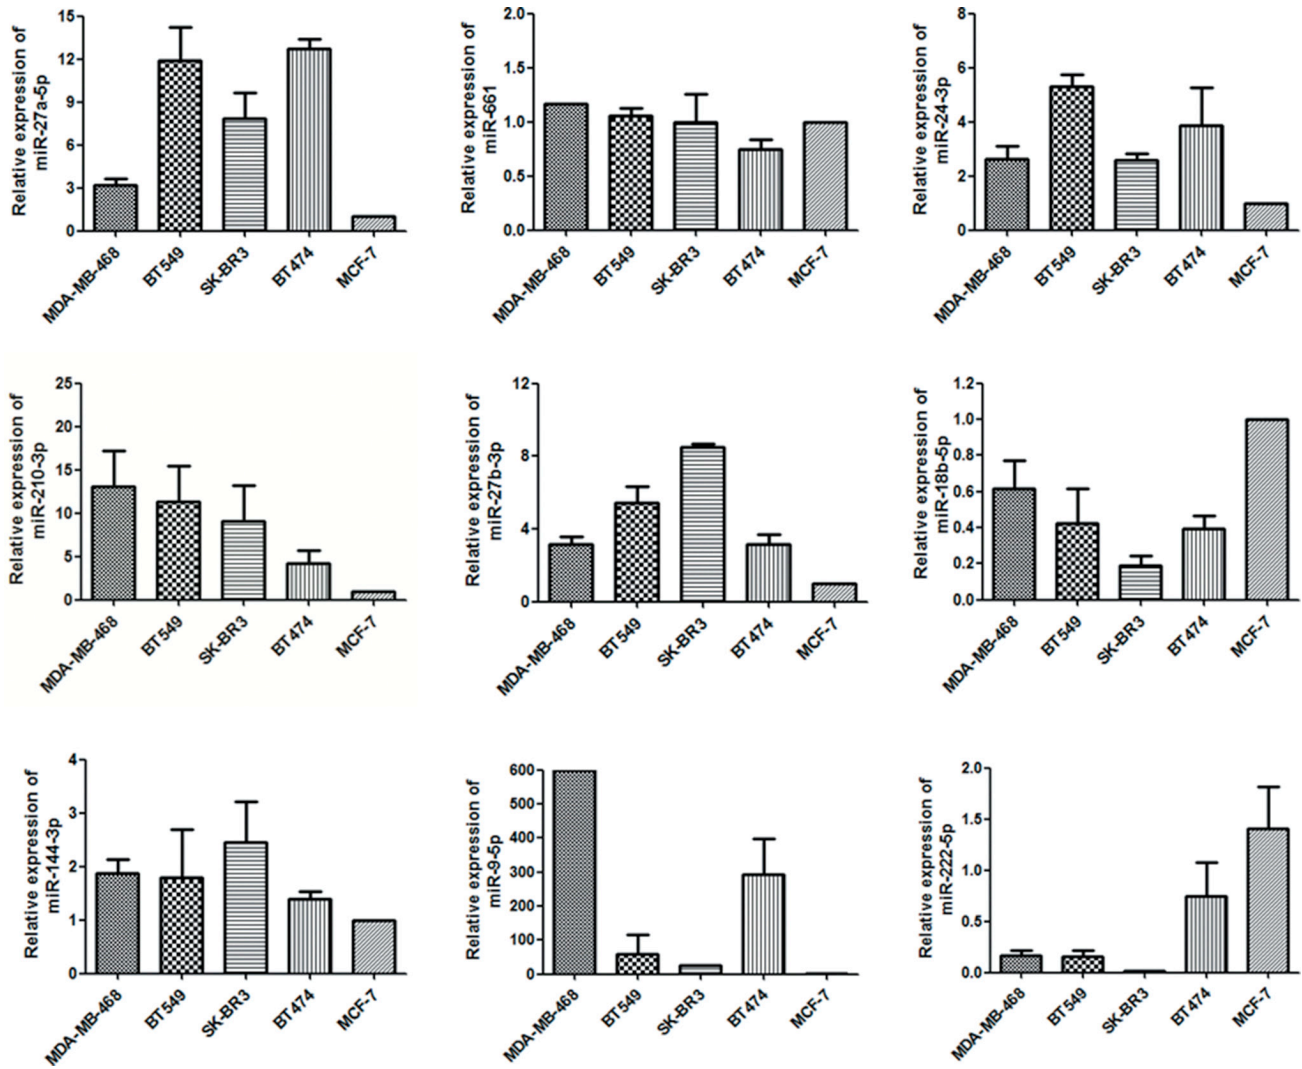 Relative expression of
miR-27a-5p
15
12
9
6
3
0
MDA-MB-468
BT549
SK-BR3
BT474
MCF-7
Relative expression of
miR-661
2.0
1.5
1.0
0.5
0.0
MDA-MB-468
BT549
SK-BR3
BT474
MCF-7
Relative expression of
miR-24-3p
8
6
4
2
0
MDA-MB-468
BT549
SK-BR3
BT474
MCF-7
Relative expression of
miR-210-3p
25
20
15
10
5
0
MDA-MB-468
BT549
SK-BR3
BT474
MCF-7
Relative expression of
miR-27b-3p
12
8
4
0
MDA-MB-468
BT549
SK-BR3
BT474
MCF-7
Relative expression of
miR-18b-5p
1.2
1.0
0.8
0.6
0.4
0.2
0.0
MDA-MB-468
BT549
SK-BR3
BT474
MCF-7
Relative expression of
miR-144-3p
4
3
2
1
0
MDA-MB-468
BT549
SK-BR3
BT474
MCF-7
Relative expression of
miR-9-5p
600
500
400
300
200
100
0
MDA-MB-468
BT549
SK-BR3
BT474
MCF-7
Relative expression of
miR-222-5p
2.0
1.5
1.0
0.5
0.0
MDA-MB-468
BT549
SK-BR3
BT474
MCF-7